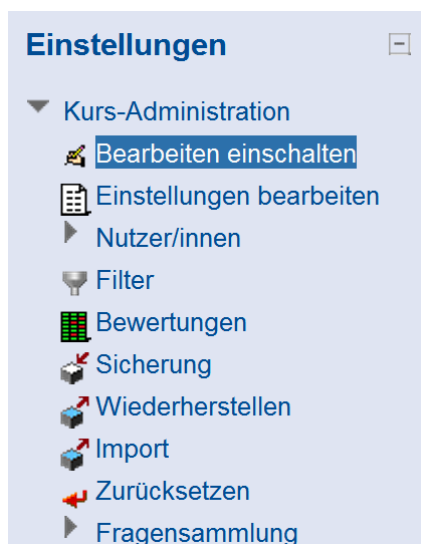 Einstellungen
Kurs-Administration
Bearbeiten einschalten
Einstellungen bearbeiten
Nutzer/innen
Filter
Bewertungen
Sicherung
Wiederherstellen
Import
Zurücksetzen
Fragensammlung